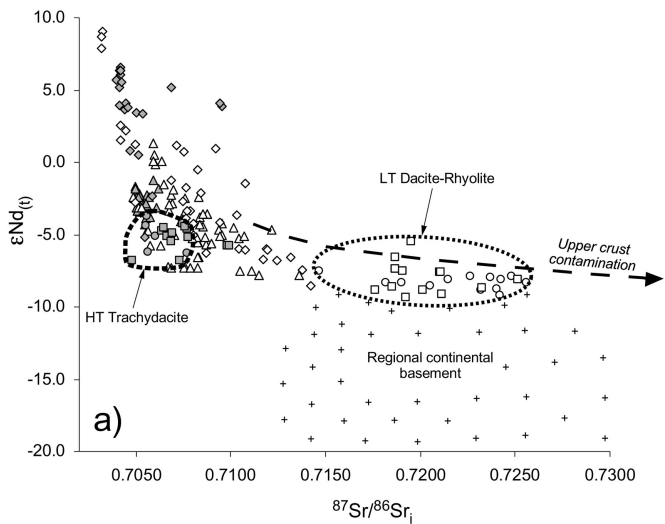 10.0
5.0
0.0
-5.0
-10.0
-15.0
-20.0
εNd(t)
LT Dacite-Rhyolite
Upper crust
contamination
HT Trachydacite
Regional continental
basement
a)
0.7050
0.7100
0.7150
0.7200
0.7250
0.7300
87Sr/86Sri